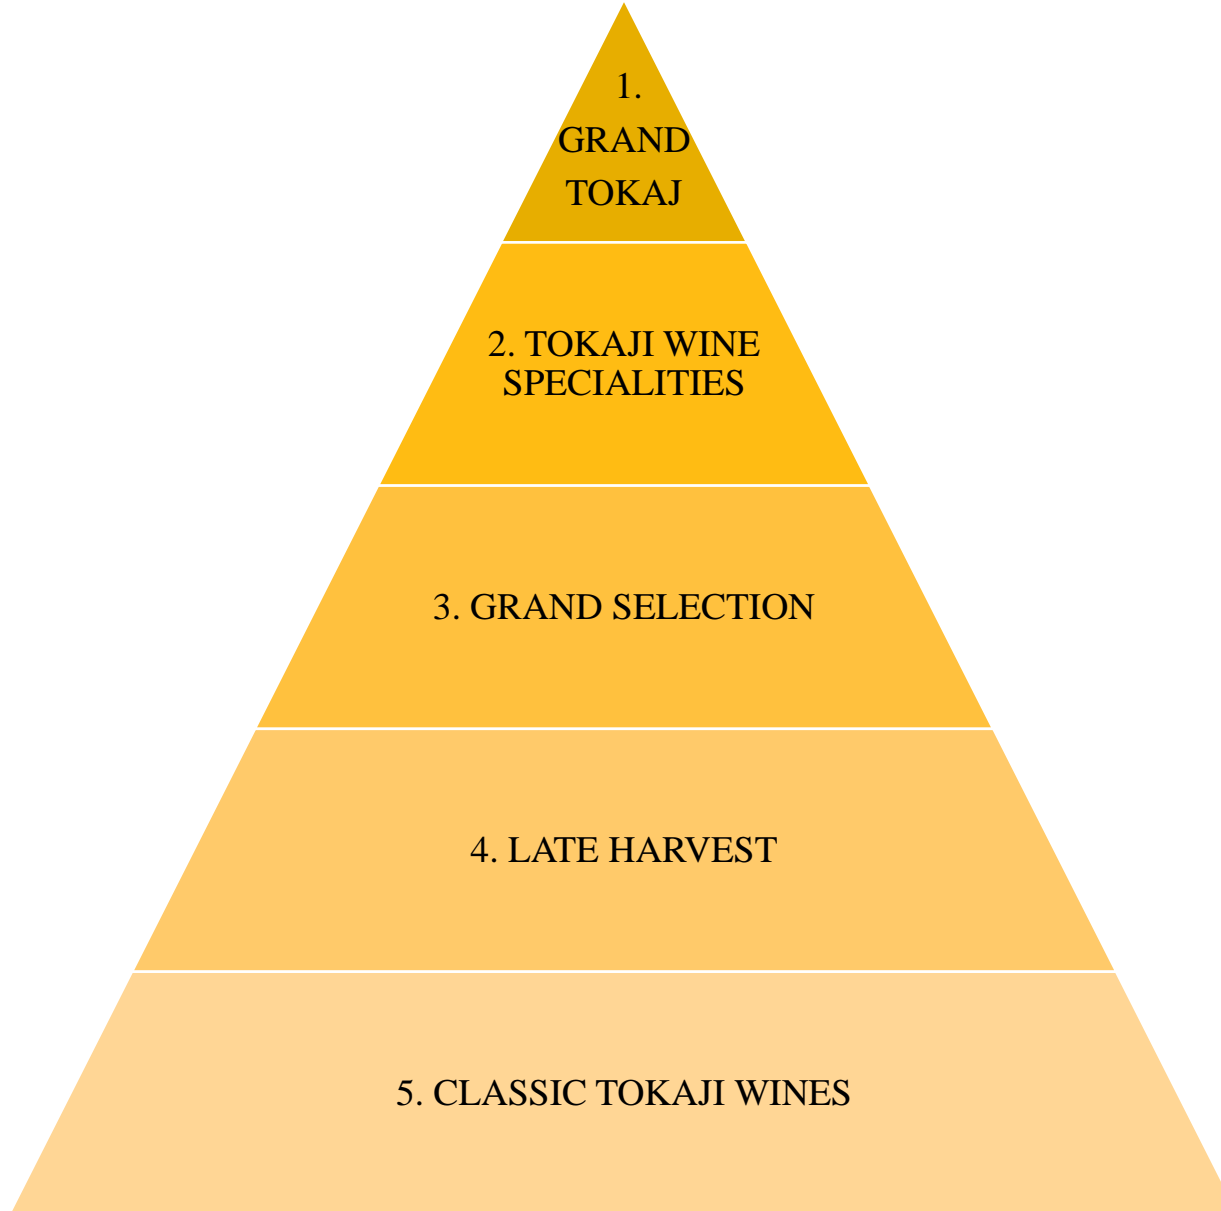 1.
GRAND
TOKAJ
2. TOKAJI WINE
SPECIALITIES
3. GRAND SELECTION
4. LATE HARVEST
5. CLASSIC TOKAJI WINES